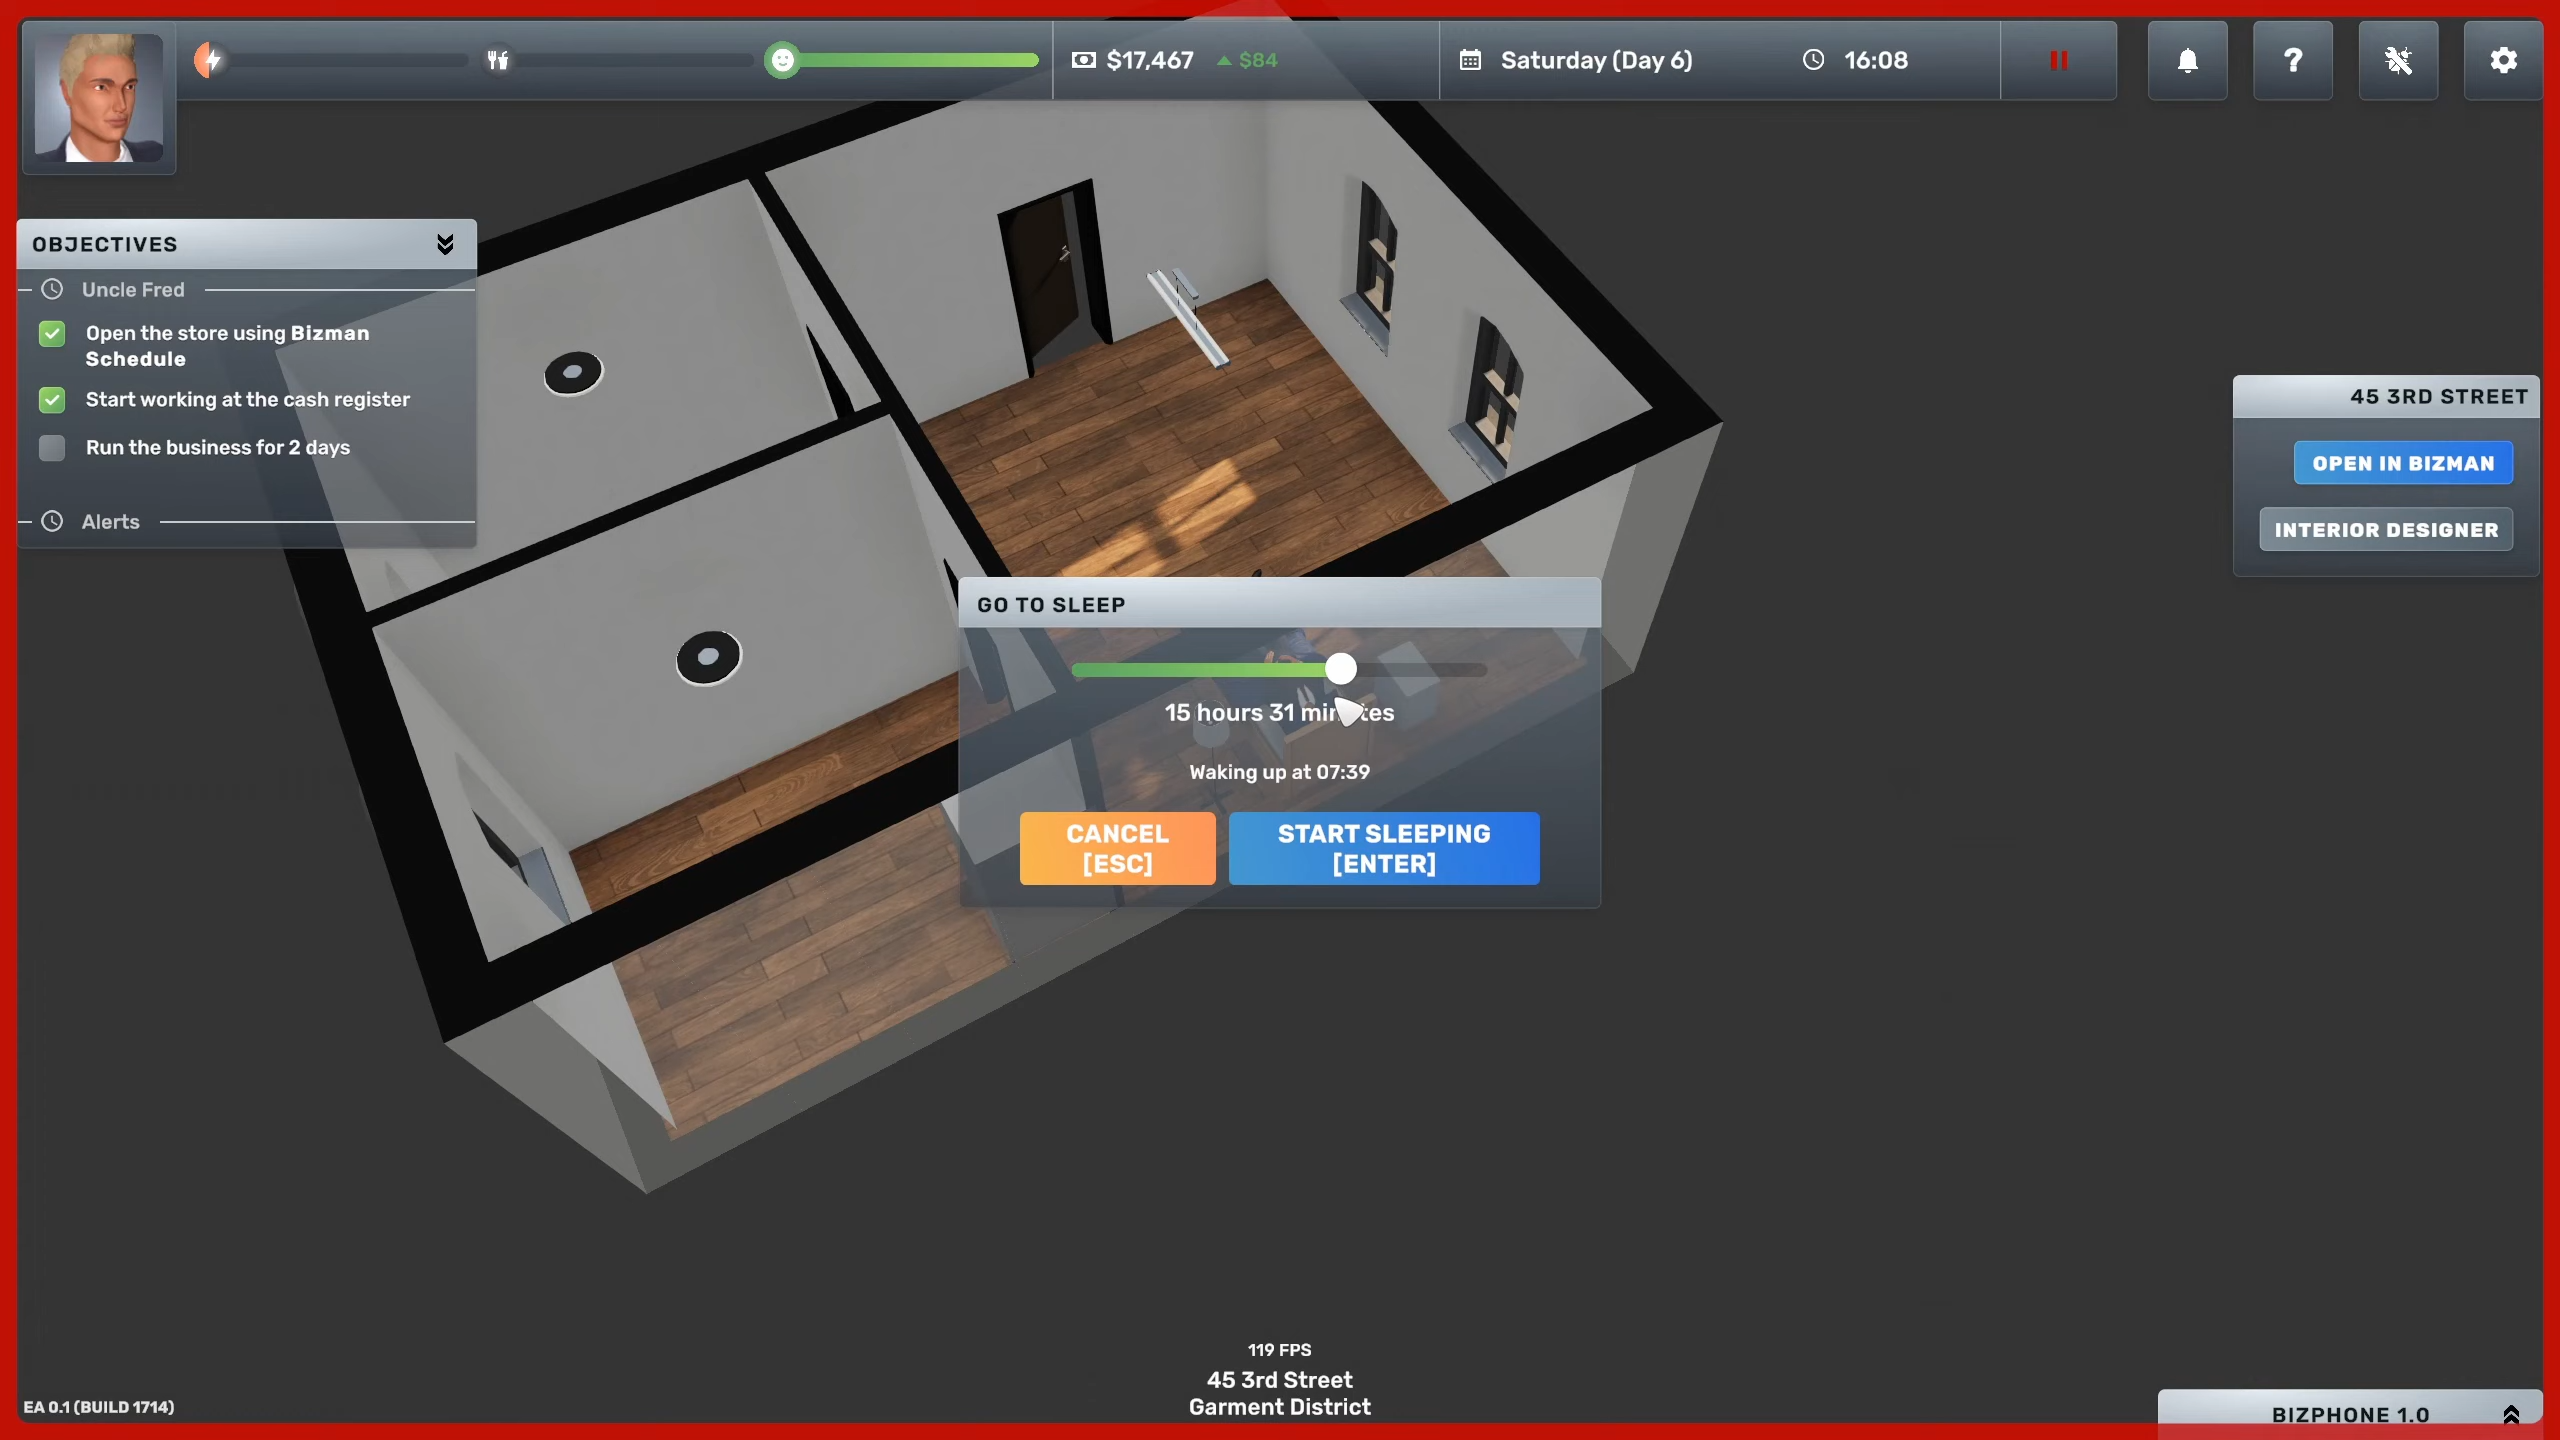 $17,467 $84 Saturday (Day 6) 16:08 ?
OBJECTIVES
Uncle Fred
Open the store using Bizman
Schedule
Start working at the cash register
Run the business for 2 days
Alerts
45 3RD STREET
OPEN IN BIZMAN
INTERIOR DESIGNER
GO TO SLEEP
15 hours 31 minutes
Waking up at 07:39
CANCEL
[ESC]
START SLEEPING
[ENTER]
119 FPS
45 3rd Street
Garment District
EA 0.1 (BUILD 1714)
BIZPHONE 1.0